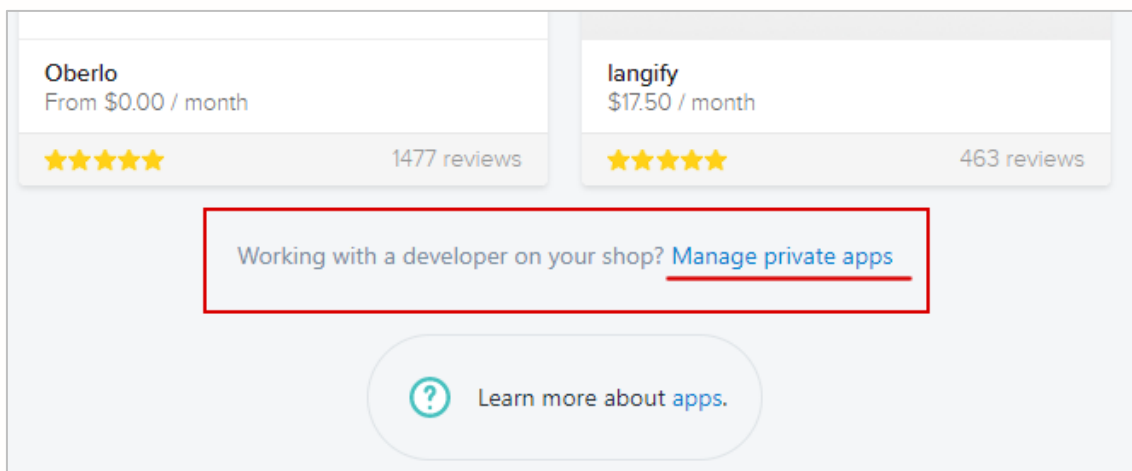 Oberlo
From $0.00 / month
1477 reviews
langify
$17.50 / month
463 reviews
Working with a developer on your shop? Manage private apps
Learn more about apps.